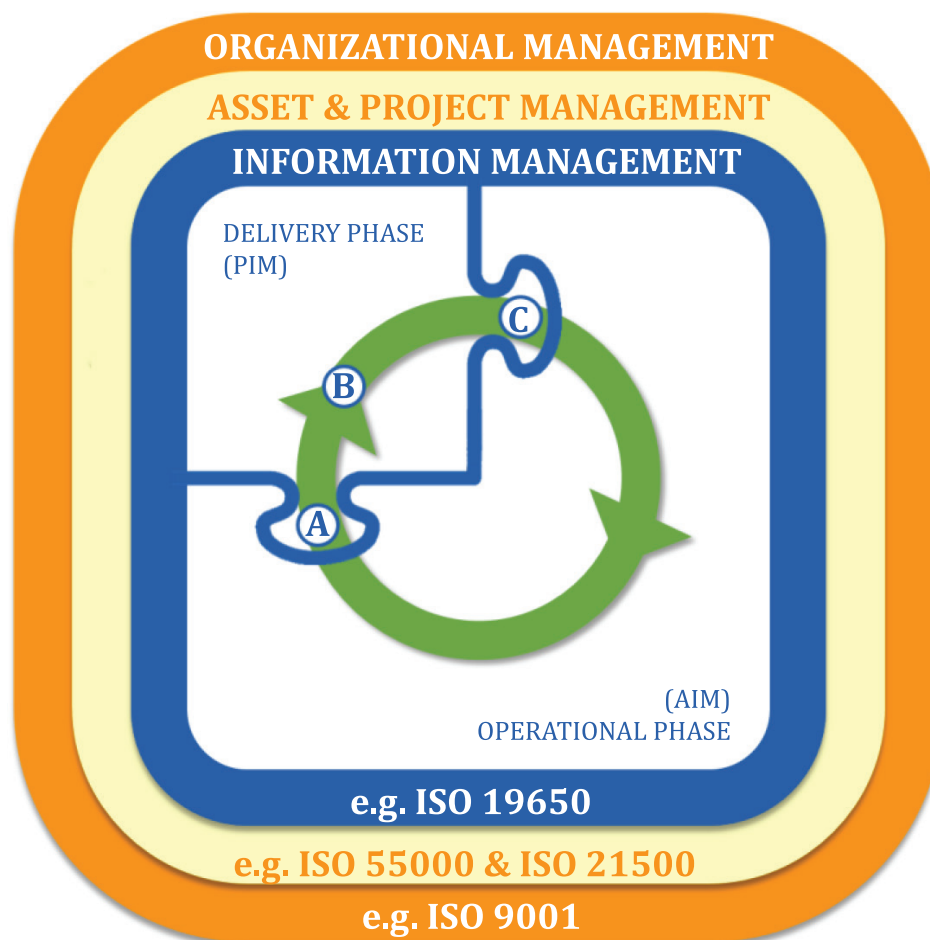 ORGANIZATIONAL MANAGEMENT
ASSET & PROJECT MANAGEMENT
INFORMATION MANAGEMENT
DELIVERY PHASE
(PIM)
C
B
A
(AIM)
OPERATIONAL PHASE
e.g. ISO 19650
e.g. ISO 55000 & ISO 21500
e.g. ISO 9001